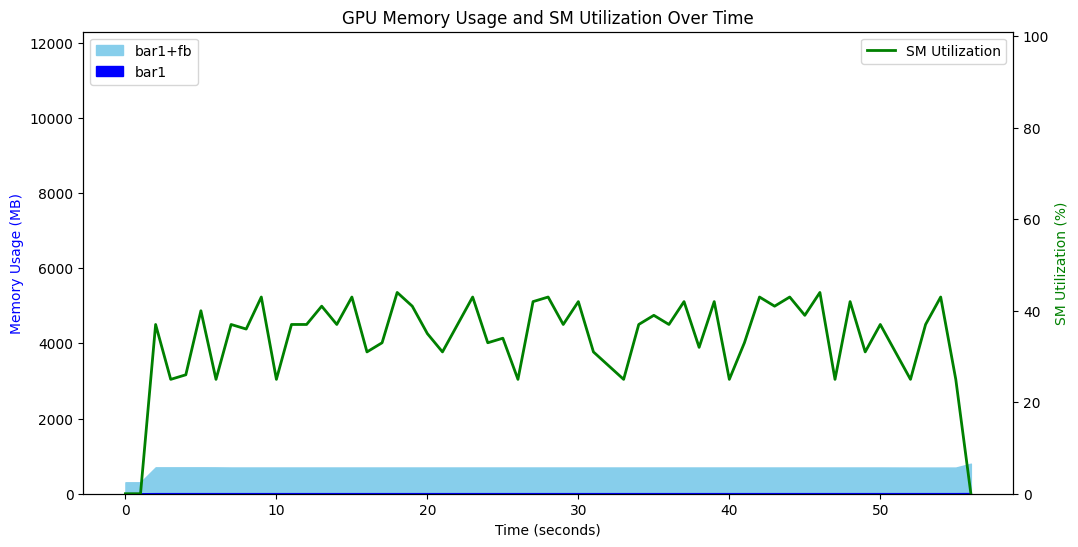 GPU Memory Usage and SM Utilization Over Time
bar1+fb
bar1
SM Utilization
Memory Usage (MB)
12000
10000
8000
6000
4000
2000
0
SM Utilization (%)
100
80
60
40
20
0
0 10 20 30 40 50
Time (seconds)